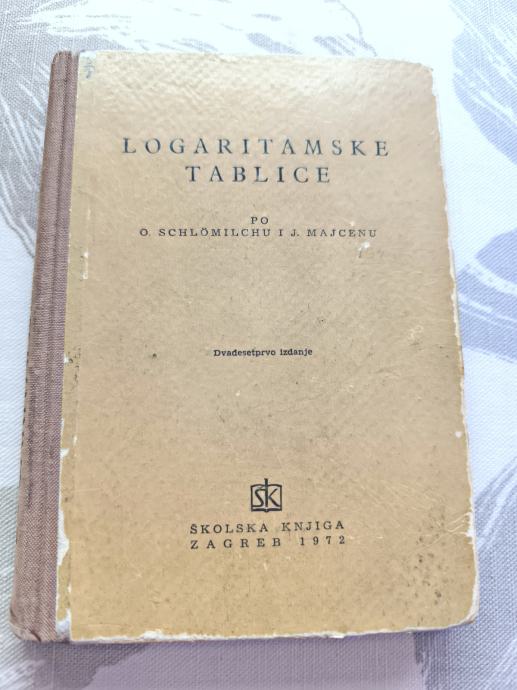 LOGARITAMSKE
TABLICE
PO
O. SCHLÖMILCHU I J. MAJCENU
Dvadesetprvo izdanje
ŠK
ŠKOLSKA KNJIGA
ZAGREB 1972